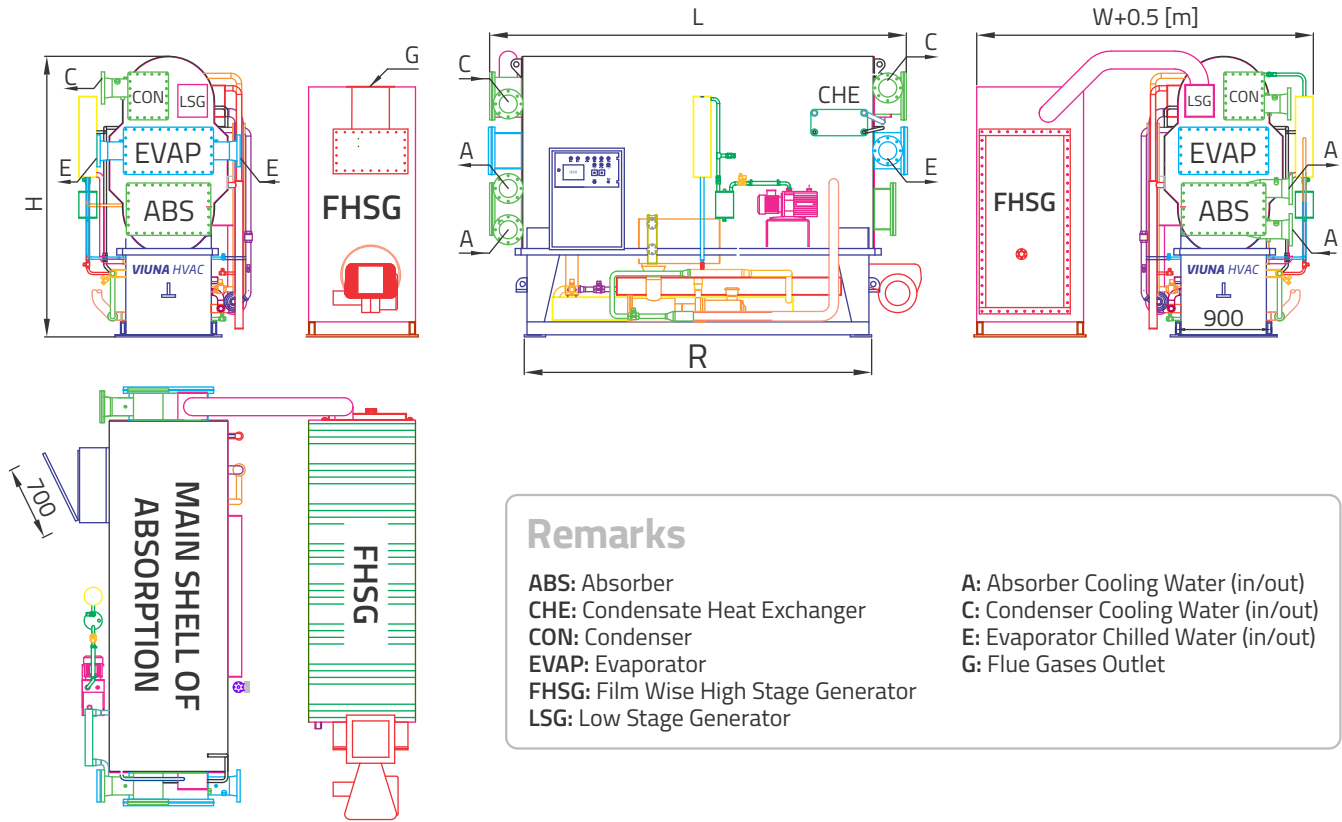 C
CON
LSG
E
EVAP
E
ABS
H
VIUNA HVAC
G
FHSG
L
C
C
CHE
A
E
A
R
W+0.5 [m]
LSG
CON
EVAP
A
FHSG
ABS
A
VIUNA HVAC
900
700
MAIN SHELL OF
ABSORPTION
FHSG
Remarks
ABS: Absorber
CHE: Condensate Heat Exchanger
CON: Condenser
EVAP: Evaporator
FHSG: Film Wise High Stage Generator
LSG: Low Stage Generator
A: Absorber Cooling Water (in/out)
C: Condenser Cooling Water (in/out)
E: Evaporator Chilled Water (in/out)
G: Flue Gases Outlet